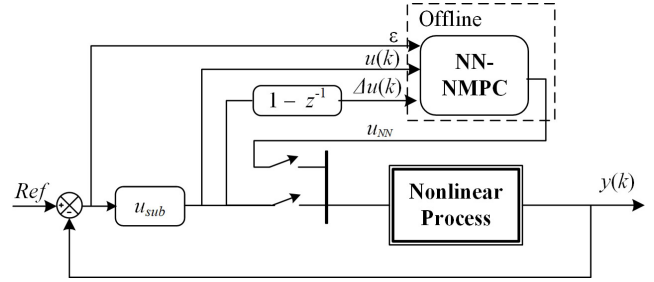 Offline
ε
u(k)
NN-
NMPC
1 – z⁻¹
Δu(k)
u_NN
Ref
+
-
u_sub
Nonlinear
Process
y(k)